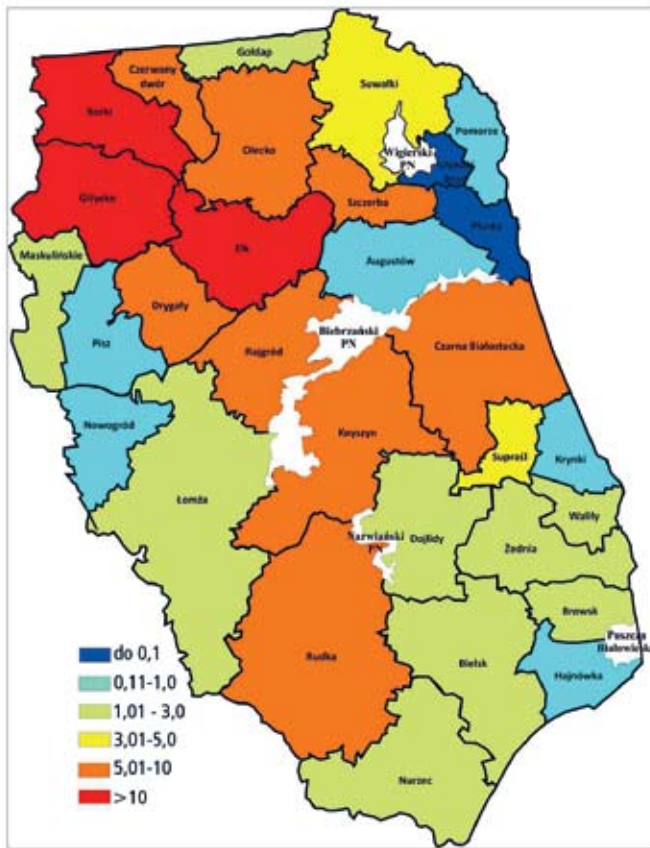 Gołdap
Czerwony
dwór
Suwałki
Borki
Pomorze
Olecko
Wigierski
PN
Szczebra
Giżycko
Płaska
Ełk
Maskulińskie
Augustów
Drygały
Biebrzański
PN
Pisz
Rajgród
Czarna Białostocka
Nowogród
Knyszyn
Supraśl
Krynki
Łomża
Waliły
Narwiański
PN
Dojlidy
Żednia
Browsk
Puszcza
Białowieska
Rudka
Bielsk
Hajnówka
Nurzec
do 0,1
0,11-1,0
1,01 - 3,0
3,01-5,0
5,01-10
>10